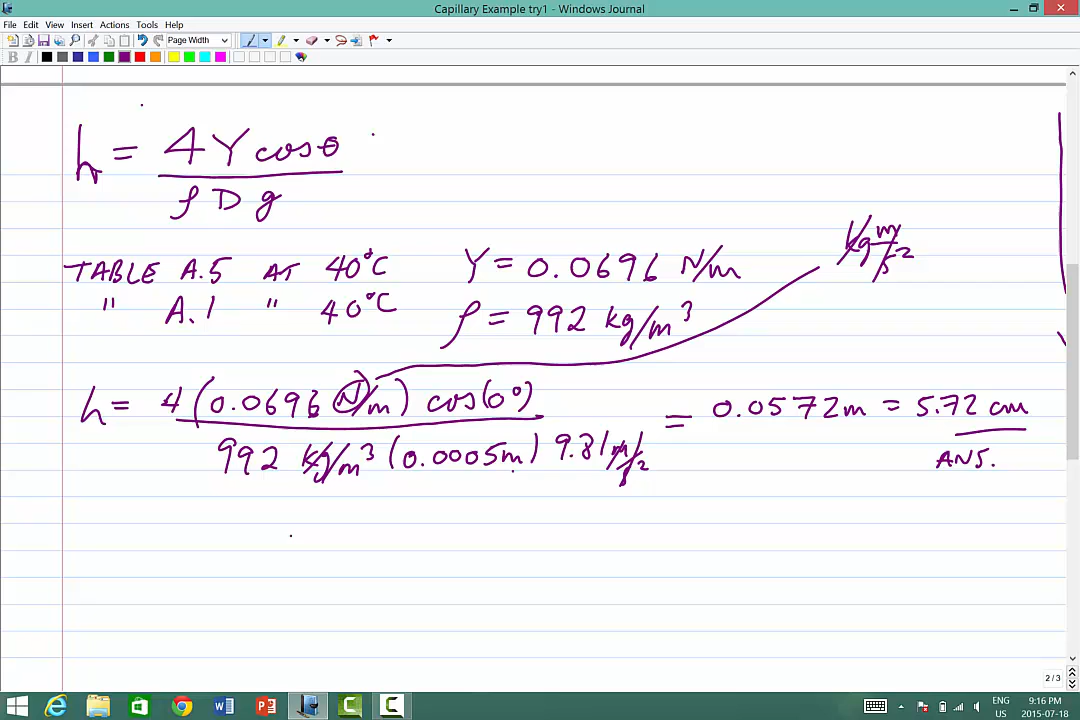 Capillary Example try1 - Windows Journal
File Edit View Insert Actions Tools Help
Page Width
B I
h = 4 Y cosθ / ρ D g
TABLE A.5 AT 40°C Y = 0.0696 N/m
" A.1 " 40°C ρ = 992 kg/m³
kg m/s²
h = 4 (0.0696 N/m) cos(0°) / 992 kg/m³ (0.0005m) 9.81 m/s² = 0.0572m = 5.72 cm
ANS.
2 / 3
ENG 9:16 PM
US 2015-07-18